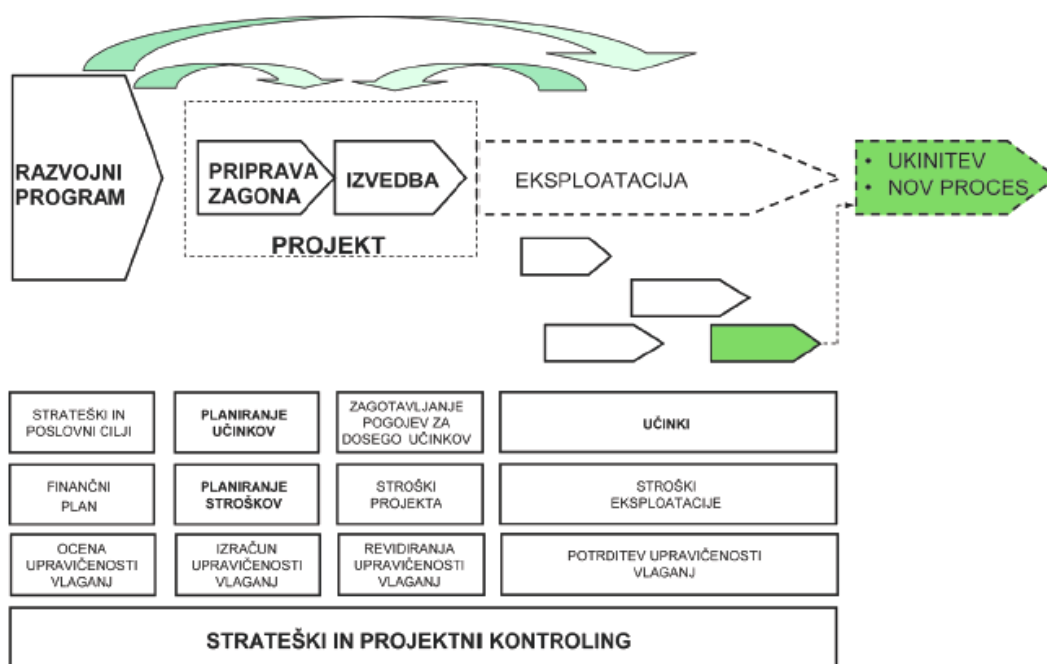 RAZVOJNI
PROGRAM
PRIPRAVA
ZAGONA
IZVEDBA
PROJEKT
EKSPLOATACIJA
• UKINITEV
• NOV PROCES
STRATEŠKI IN
POSLOVNI CILJI
PLANIRANJE
UČINKOV
ZAGOTAVLJANJE
POGOJEV ZA
DOSEGO UČINKOV
UČINKI
FINANČNI
PLAN
PLANIRANJE
STROŠKOV
STROŠKI
PROJEKTA
STROŠKI
EKSPLOATACIJE
OCENA
UPRAVIČENOSTI
VLAGANJ
IZRAČUN
UPRAVIČENOSTI
VLAGANJ
REVIDIRANJA
UPRAVIČENOSTI
VLAGANJ
POTRDITEV UPRAVIČENOSTI
VLAGANJ
STRATEŠKI IN PROJEKTNI KONTROLING